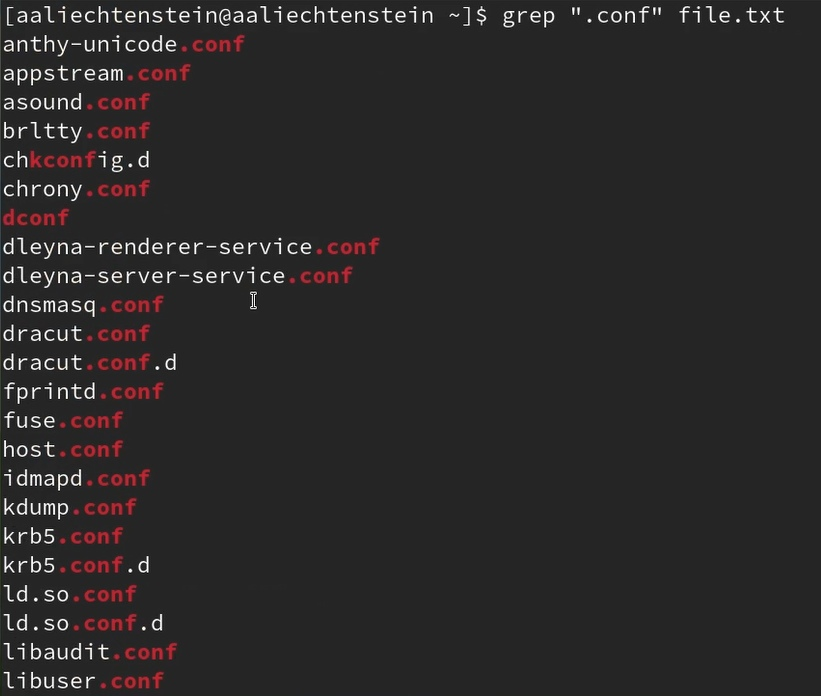 [aaliechtenstein@aaliechtenstein ~]$ grep ".conf" file.txt
anthy-unicode.conf
appstream.conf
asound.conf
brltty.conf
chkconfig.d
chrony.conf
dconf
dleyna-renderer-service.conf
dleyna-server-service.conf
dnsmasq.conf
dracut.conf
dracut.conf.d
fprintd.conf
fuse.conf
host.conf
idmapd.conf
kdump.conf
krb5.conf
krb5.conf.d
ld.so.conf
ld.so.conf.d
libaudit.conf
libuser.conf